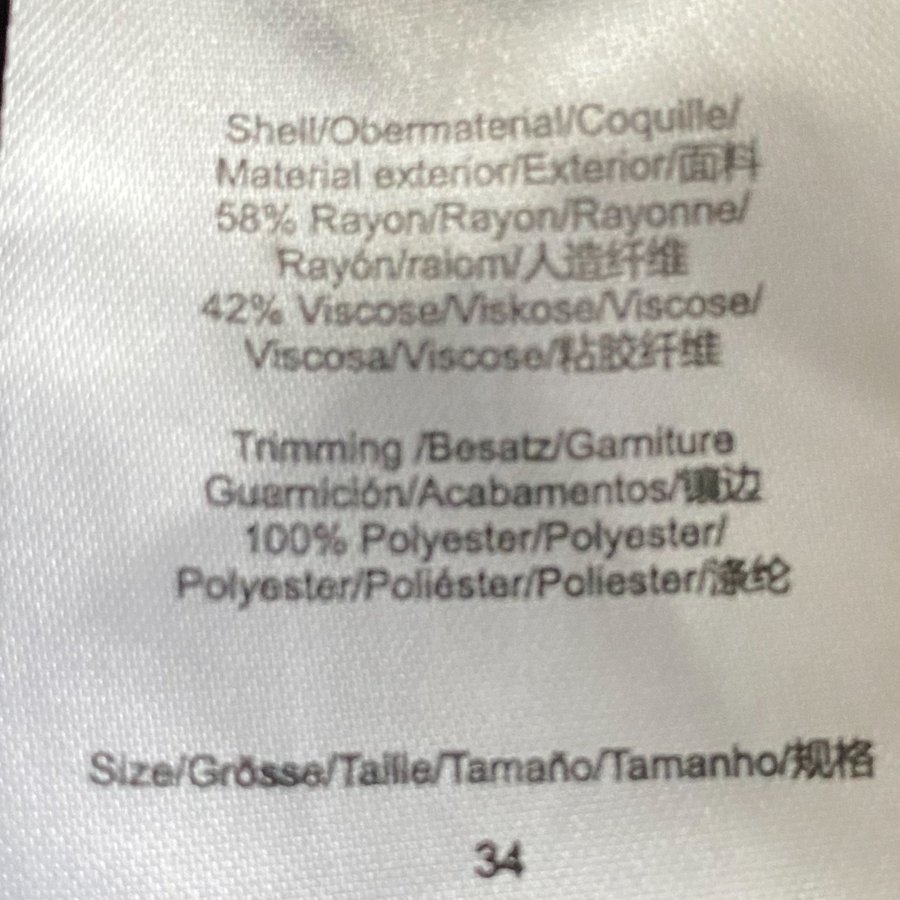 Shell/Obermaterial/Coquille/
Material exterior/Exterior/面料
58% Rayon/Rayon/Rayonne/
Rayón/raiom/人造纤维
42% Viscose/Viskose/Viscose/
Viscosa/Viscose/粘胶纤维
Trimming /Besatz/Garniture
Guarnición/Acabamentos/镶边
100% Polyester/Polyester/
Polyester/Poliéster/Poliester/涤纶
Size/Grösse/Taille/Tamaño/Tamanho/规格
34